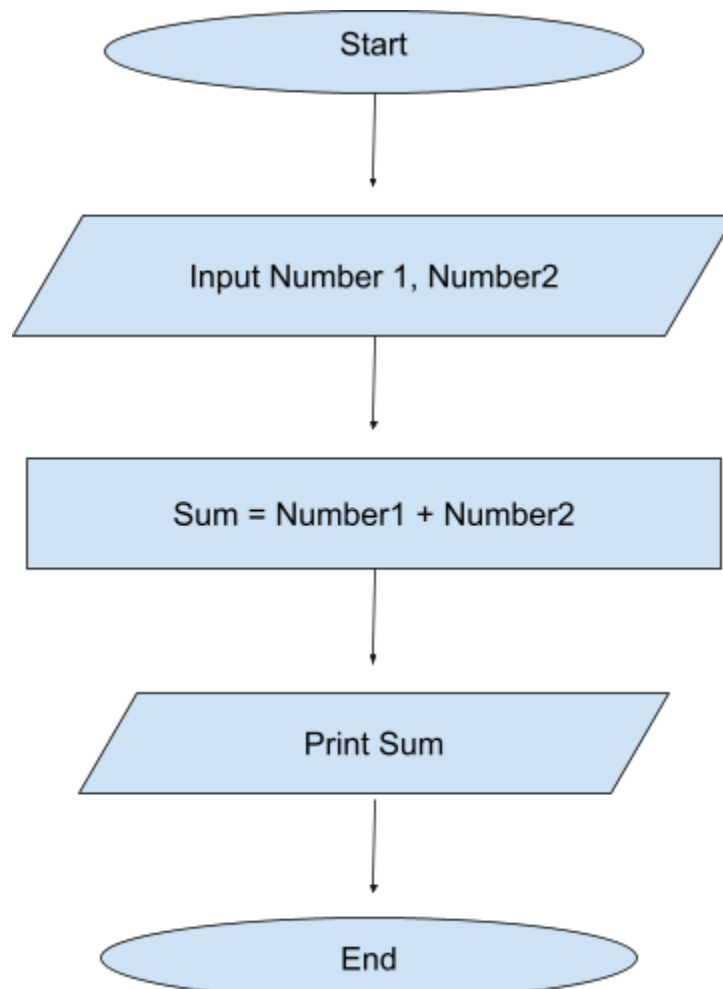 Start
Input Number 1, Number2
Sum = Number1 + Number2
Print Sum
End